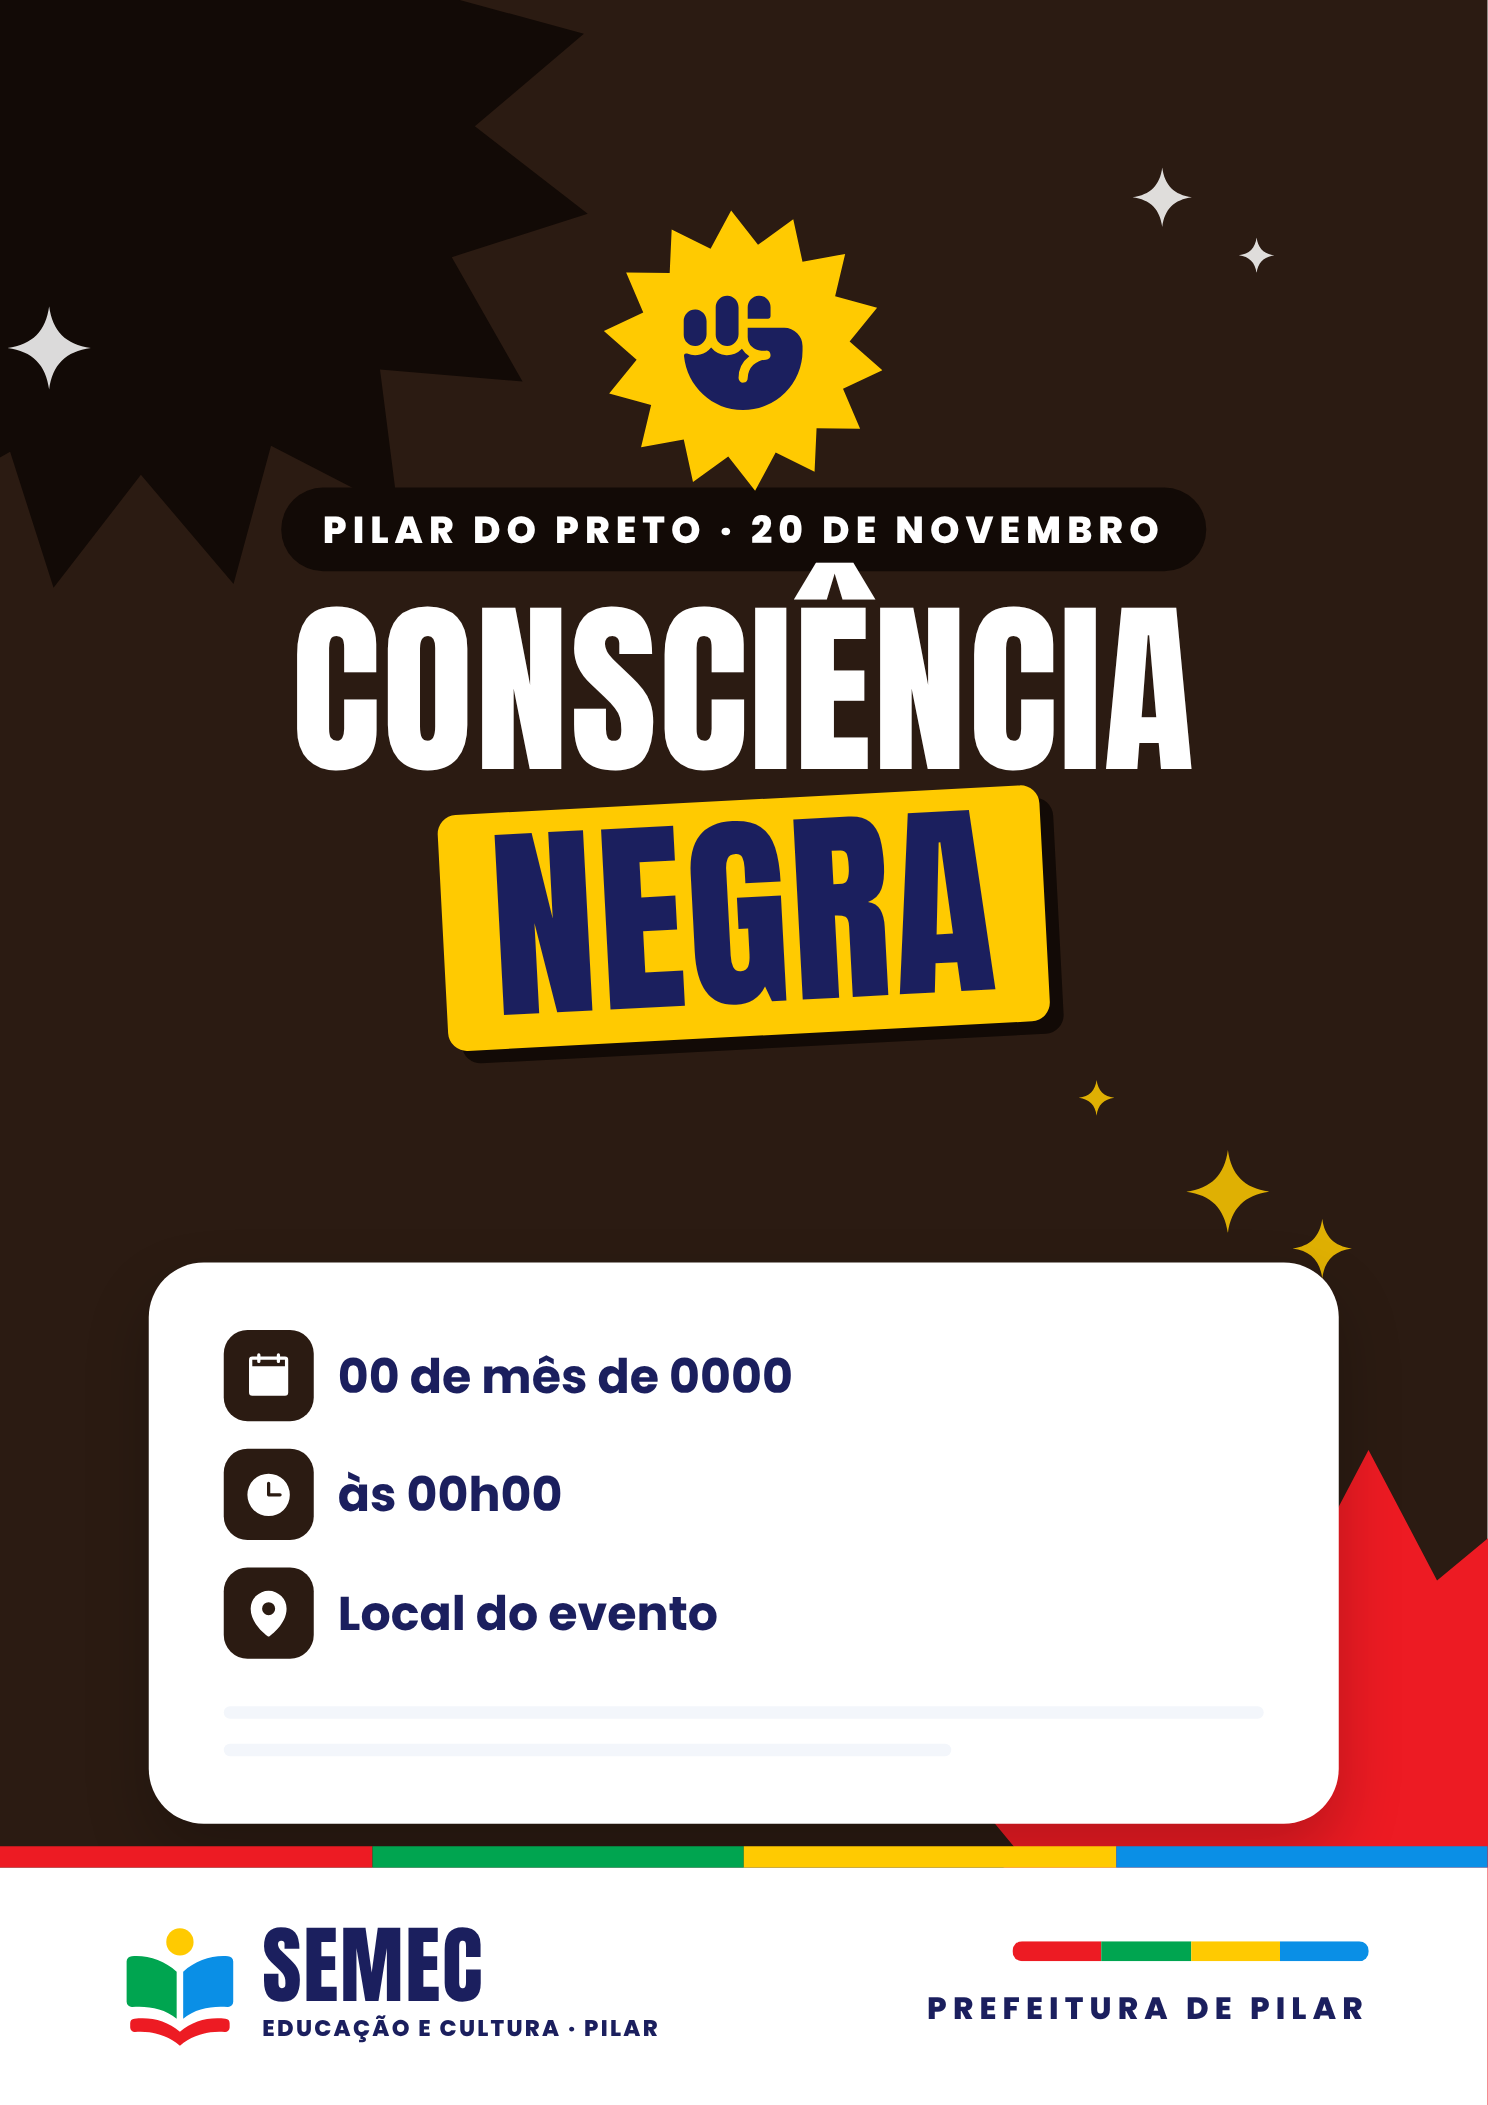 PILAR DO PRETO · 20 DE NOVEMBRO
CONSCIÊNCIA
NEGRA
00 de mês de 0000
às 00h00
Local do evento
SEMEC
EDUCAÇÃO E CULTURA · PILAR
PREFEITURA DE PILAR